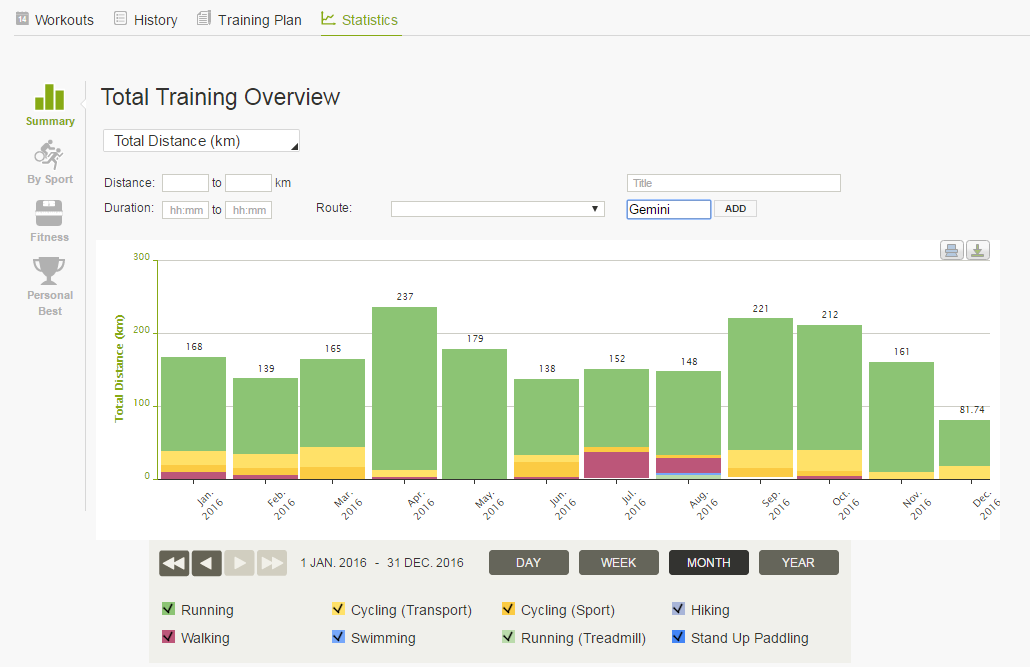 14 Workouts History Training Plan Statistics
Total Training Overview
Summary
Total Distance (km)
By Sport
Distance: to km Title
Duration: hh:mm to hh:mm Route: Gemini ADD
Fitness
Personal
Best
Total Distance (km)
300
200
100
0
168 139 165 237 179 138 152 148 221 212 161 81.74
Jan. 2016 Feb. 2016 Mar. 2016 Apr. 2016 May. 2016 Jun. 2016 Jul. 2016 Aug. 2016 Sep. 2016 Oct. 2016 Nov. 2016 Dec. 2016
1 JAN. 2016 - 31 DEC. 2016 DAY WEEK MONTH YEAR
Running Cycling (Transport) Cycling (Sport) Hiking
Walking Swimming Running (Treadmill) Stand Up Paddling